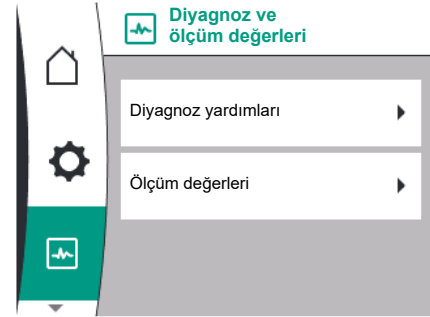 Diyagnoz ve
ölçüm değerleri
Diyagnoz yardımları
Ölçüm değerleri